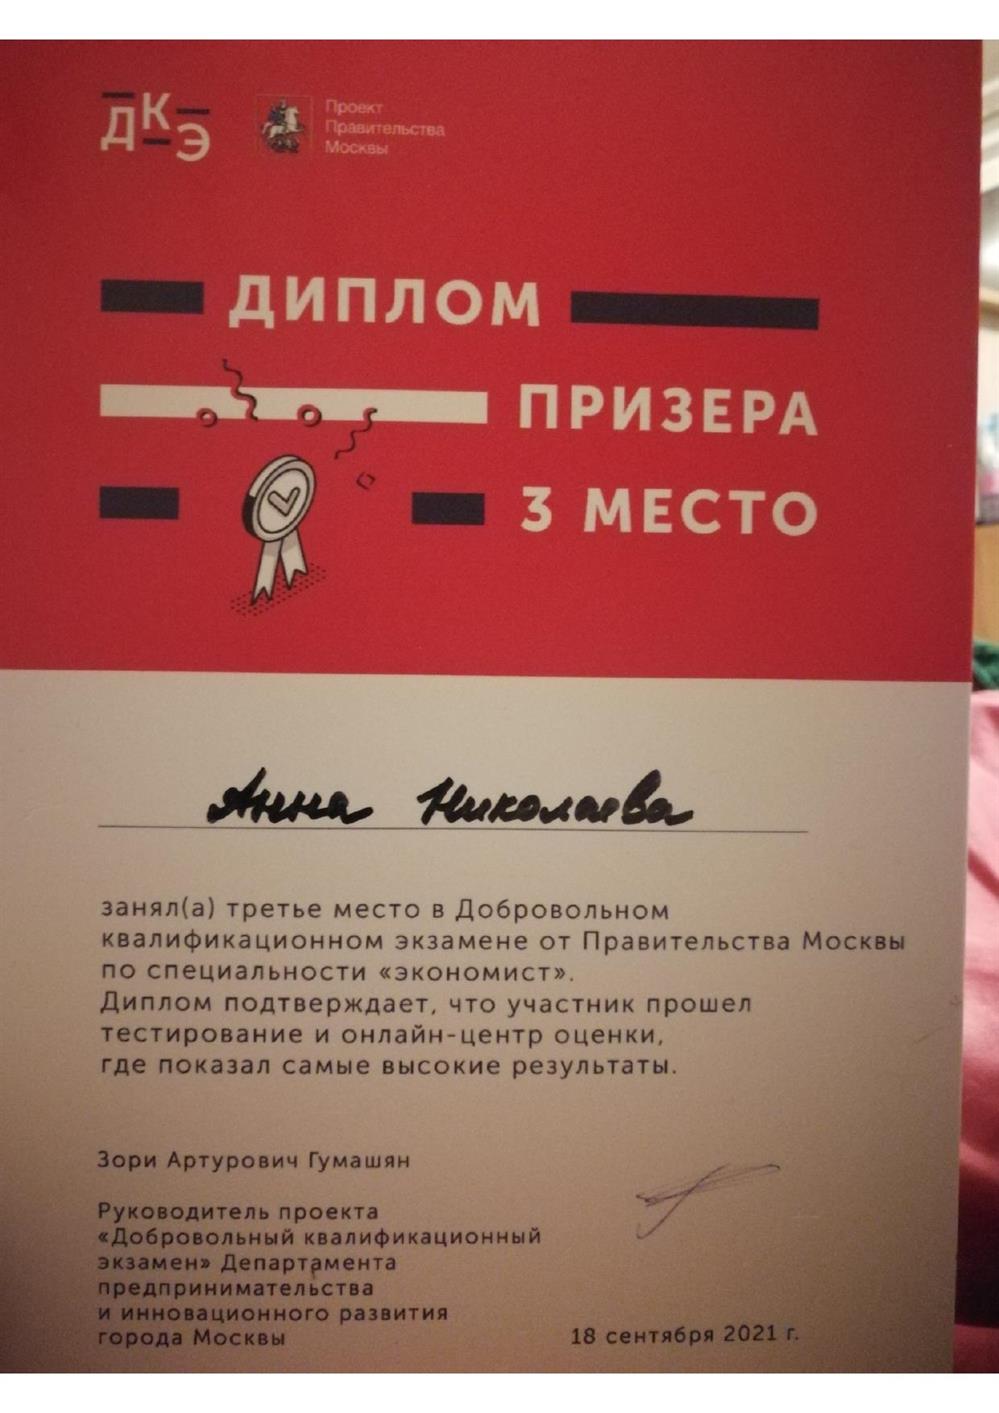 ДКЭ
Проект
Правительства
Москвы
ДИПЛОМ
ПРИЗЕРА
3 МЕСТО
Анна Николаева
занял(а) третье место в Добровольном
квалификационном экзамене от Правительства Москвы
по специальности «экономист».
Диплом подтверждает, что участник прошел
тестирование и онлайн-центр оценки,
где показал самые высокие результаты.
Зори Артурович Гумашян
Руководитель проекта
«Добровольный квалификационный
экзамен» Департамента
предпринимательства
и инновационного развития
города Москвы
18 сентября 2021 г.